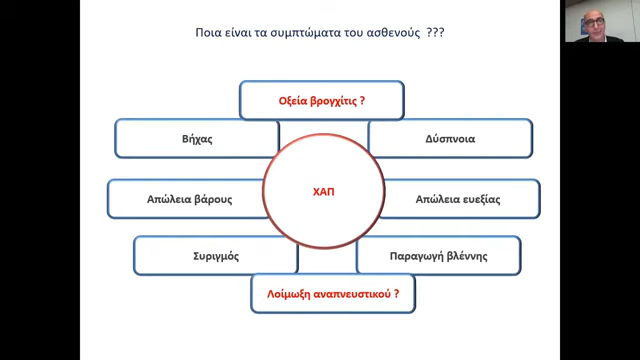 Ποια είναι τα συμπτώματα του ασθενούς ???
Οξεία βρογχίτις ?
Βήχας
Δύσπνοια
Απώλεια βάρους
ΧΑΠ
Απώλεια ευεξίας
Συριγμός
Παραγωγή βλέννης
Λοίμωξη αναπνευστικού ?